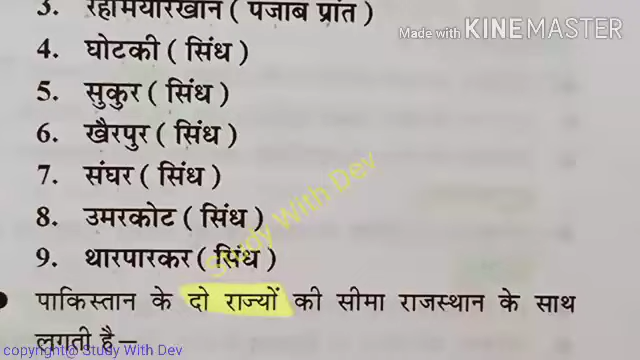 3. रहीमयारखान ( पंजाब प्रांत )
Made with KINEMASTER
4. घोटकी ( सिंध )
5. सुकुर ( सिंध )
6. खैरपुर ( सिंध )
7. संघर ( सिंध )
8. उमरकोट ( सिंध )
9. थारपारकर ( सिंध )
Study With Dev
पाकिस्तान के दो राज्यों की सीमा राजस्थान के साथ
लगती है –
copyright@ Study With Dev